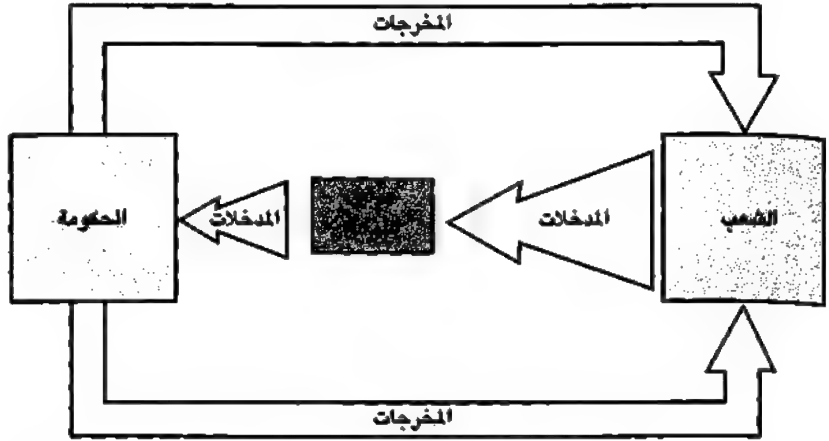 المخرجات
الشعب
المدخلات
المدخلات
الحكومة
المخرجات